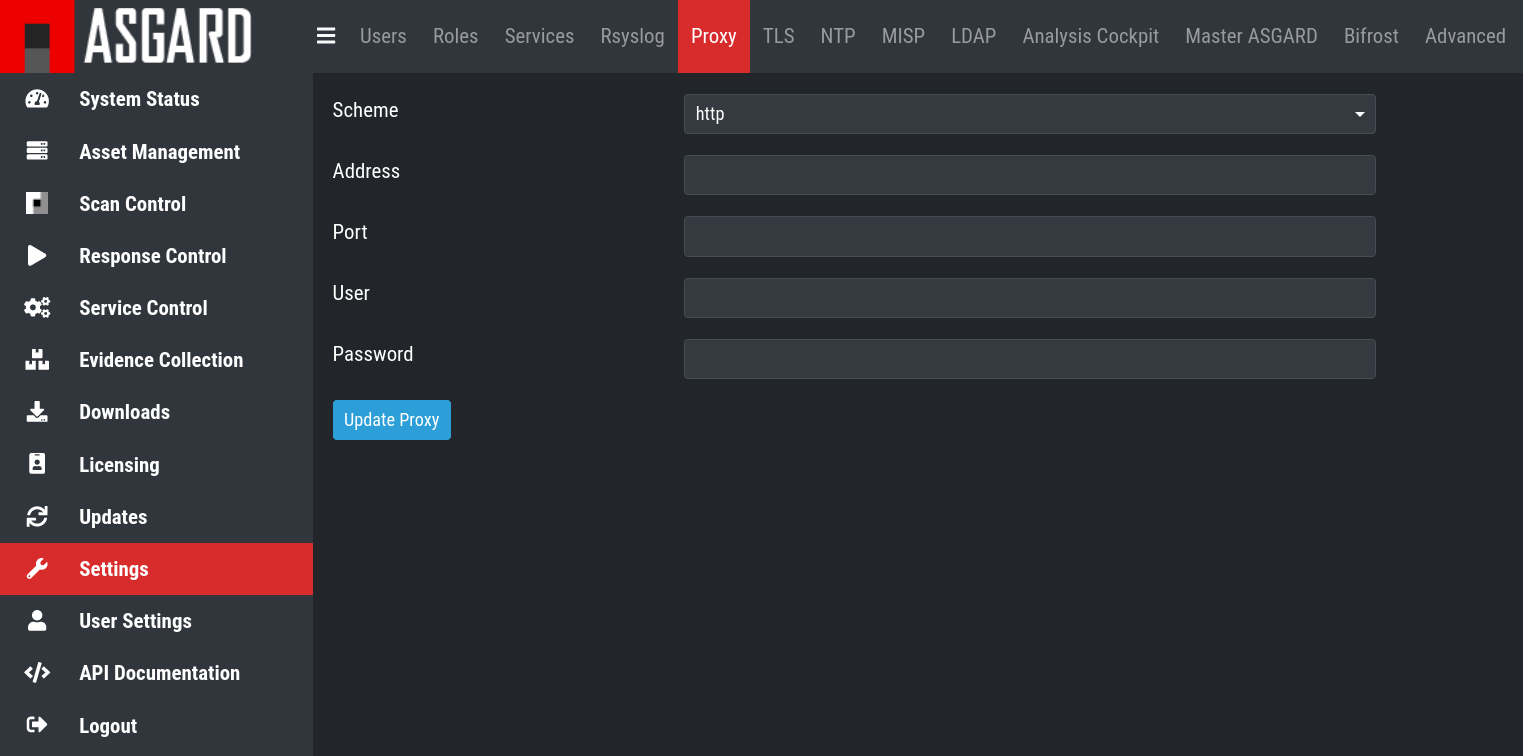 ASGARD
Users Roles Services Rsyslog Proxy TLS NTP MISP LDAP Analysis Cockpit Master ASGARD Bifrost Advanced
System Status
Asset Management
Scan Control
Response Control
Service Control
Evidence Collection
Downloads
Licensing
Updates
Settings
User Settings
API Documentation
Logout
Scheme http
Address
Port
User
Password
Update Proxy